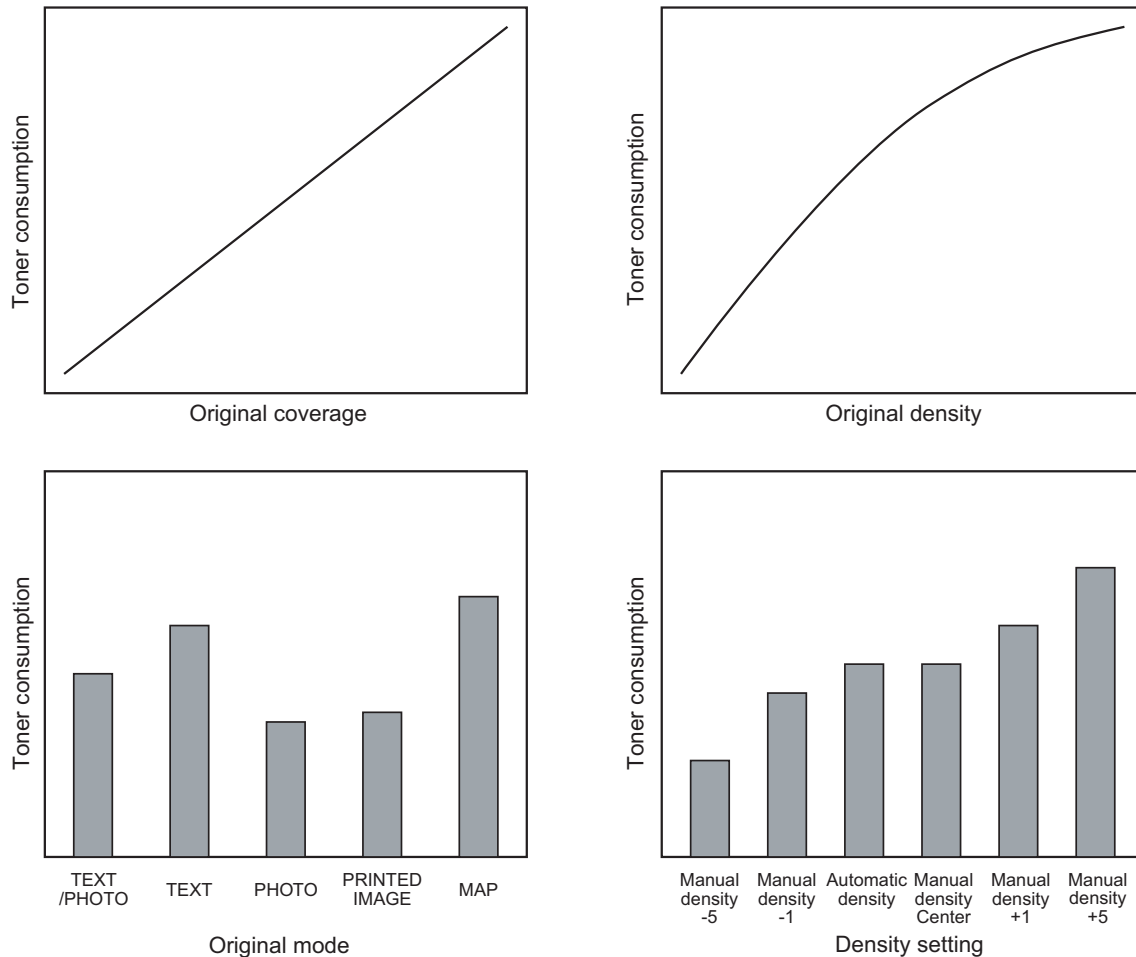 Toner consumption
Original coverage
Toner consumption
Original density
Toner consumption
TEXT
/PHOTO
TEXT
PHOTO
PRINTED
IMAGE
MAP
Original mode
Toner consumption
Manual
density
-5
Manual
density
-1
Automatic
density
Manual
density
Center
Manual
density
+1
Manual
density
+5
Density setting